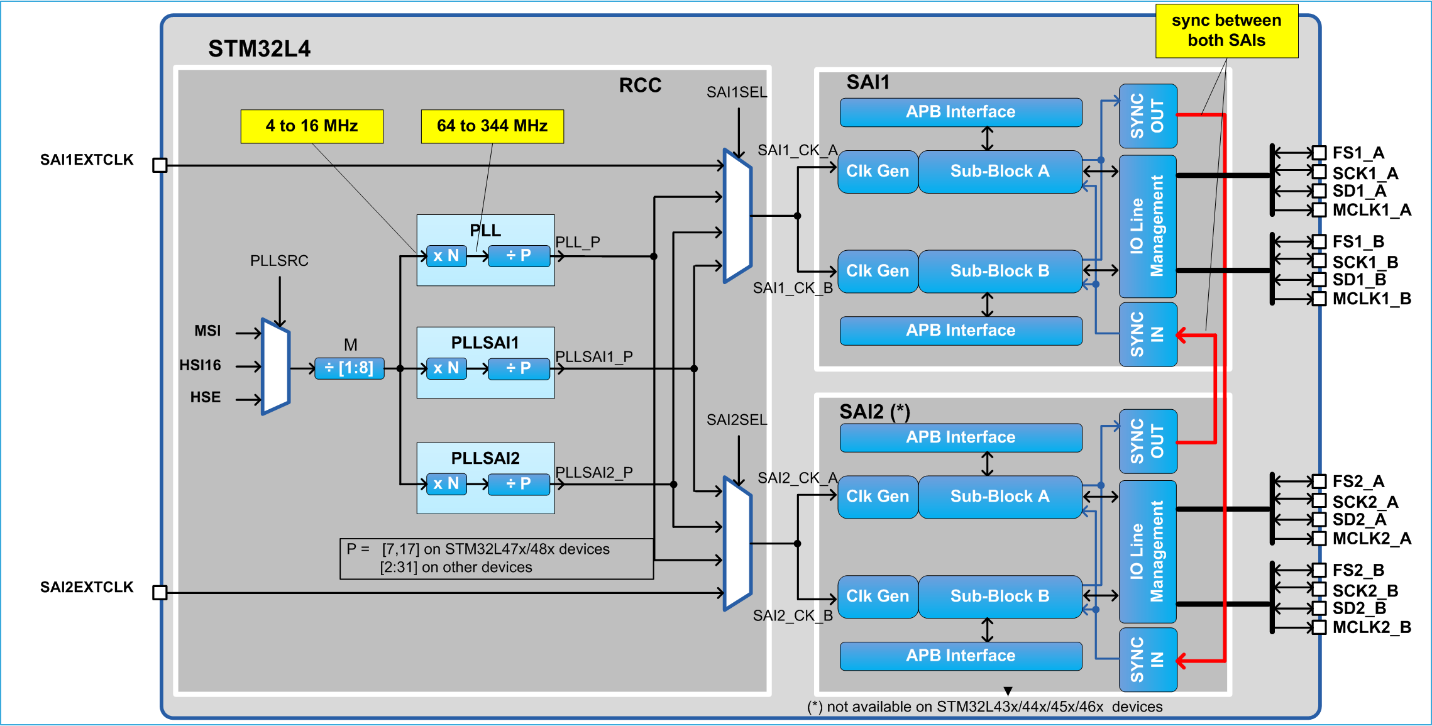 sync between
both SAIs
STM32L4
RCC
SAI1SEL
4 to 16 MHz
64 to 344 MHz
SAI1EXTCLK
PLL
x N
÷ P
PLL_P
PLLSRC
MSI
HSI16
HSE
M
÷ [1:8]
PLLSAI1
x N
÷ P
PLLSAI1_P
PLLSAI2
x N
÷ P
PLLSAI2_P
SAI2SEL
P = [7,17] on STM32L47x/48x devices
[2:31] on other devices
SAI2EXTCLK
SAI1_CK_A
SAI1_CK_B
SAI1
APB Interface
Clk Gen
Sub-Block A
Clk Gen
Sub-Block B
APB Interface
SYNC
OUT
IO Line
Management
SYNC
IN
FS1_A
SCK1_A
SD1_A
MCLK1_A
FS1_B
SCK1_B
SD1_B
MCLK1_B
SAI2_CK_A
SAI2_CK_B
SAI2 (*)
APB Interface
Clk Gen
Sub-Block A
Clk Gen
Sub-Block B
APB Interface
SYNC
OUT
IO Line
Management
SYNC
IN
FS2_A
SCK2_A
SD2_A
MCLK2_A
FS2_B
SCK2_B
SD2_B
MCLK2_B
(*) not available on STM32L43x/44x/45x/46x devices